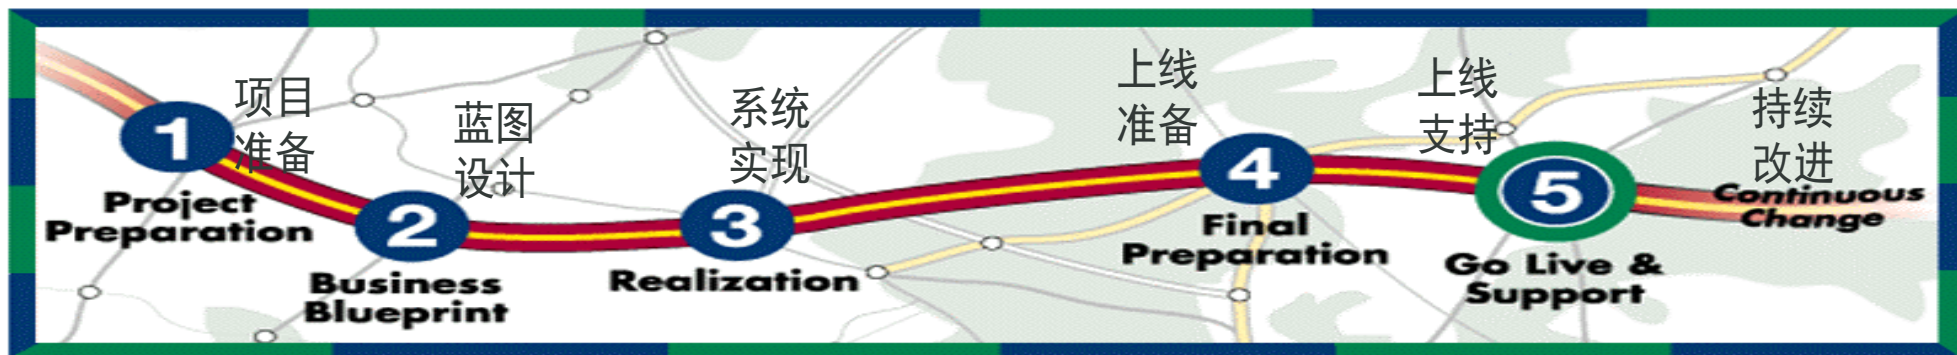 1
项目
准备
Project
Preparation
2
蓝图
设计
Business
Blueprint
3
系统
实现
Realization
4
上线
准备
Final
Preparation
5
上线
支持
Go Live &
Support
持续
改进
Continuous
Change